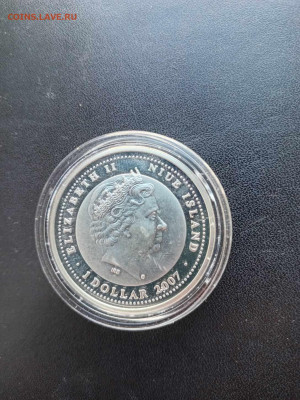 COINS.LAVE.RU
ELIZABETH II
NIUE ISLAND
1 DOLLAR 2007